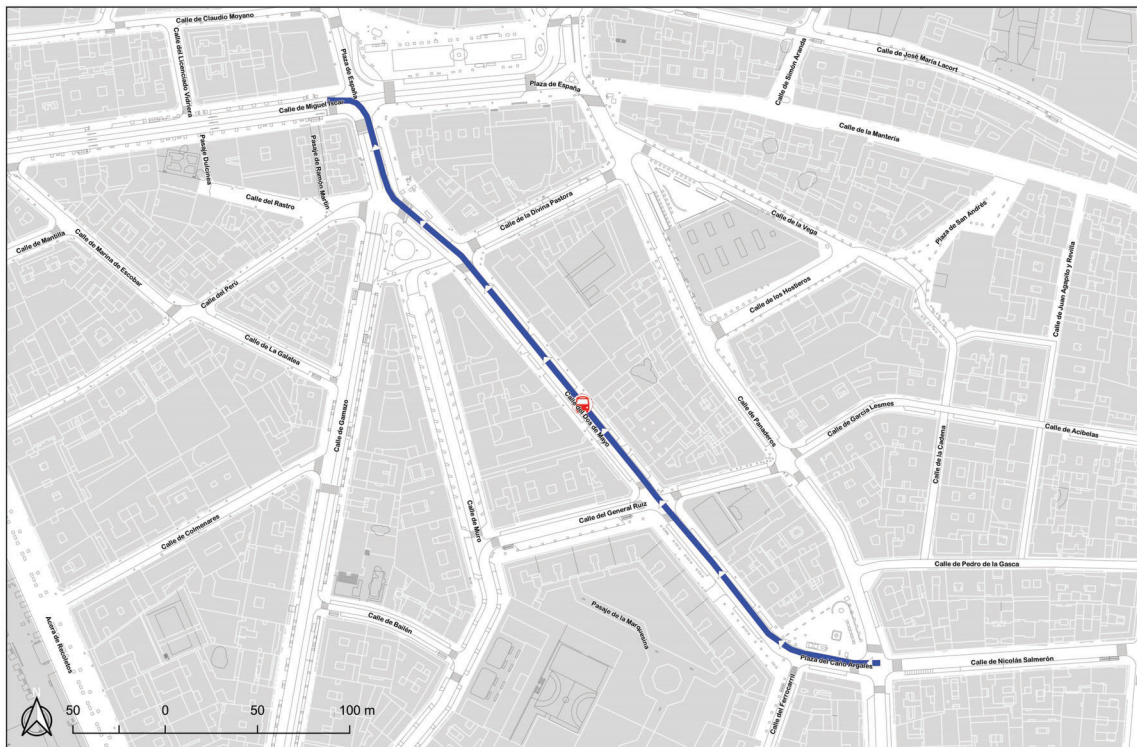 Calle de Claudio Moyano
Calle del Licenciado Vidriera
Plaza de España
Calle de José María Lacort
Calle de Simón Aranda
Plaza de España
Calle de Miguel Íscar
Calle de la Mantería
Pasaje Dulcinea
Pasaje de Ramón Martín
Calle del Rastro
Calle de la Divina Pastora
Calle de la Vega
Plaza de San Andrés
Calle de Juan Agapito y Revilla
Calle de Mantilla
Calle de Marina de Escobar
Calle del Perú
Calle de los Hostieros
Calle de La Galatea
Calle de Gamazo
Calle del Dos de Mayo
Calle de Panaderos
Calle de García Lesmes
Calle de la Cadena
Calle de Acibelas
Calle de Colmenares
Calle de Muro
Calle del General Ruiz
Calle de Pedro de la Gasca
Calle de Bailén
Pasaje de la Marquesina
Acera de Recoletos
Plaza del Caño Argales
Calle de Nicolás Salmerón
Calle del Ferrocarril
50 0 50 100 m